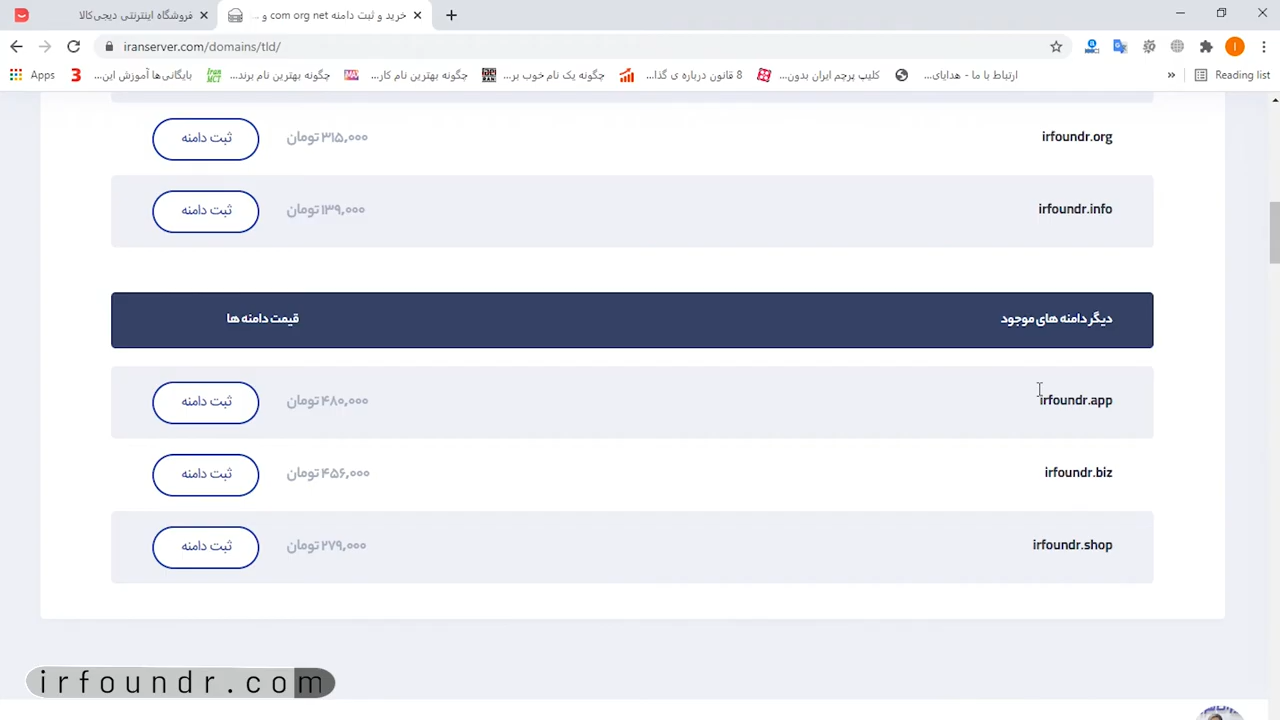 فروشگاه اینترنتی دیجی‌کالا
خرید و ثبت دامنه com org net و ...
iranserver.com/domains/tld/
Apps
بایگانی‌ها آموزش این...
چگونه بهترین نام برند...
چگونه بهترین نام کار...
چگونه یک نام خوب بر...
8 قانون درباره ی گذا...
کلیپ پرچم ایران بدون...
ارتباط با ما - هدایای...
»
Reading list
irfoundr.org
۳۱۵,۰۰۰ تومان
ثبت دامنه
irfoundr.info
۱۳۹,۰۰۰ تومان
ثبت دامنه
دیگر دامنه های موجود
قیمت دامنه ها
irfoundr.app
۴۸۰,۰۰۰ تومان
ثبت دامنه
irfoundr.biz
۴۵۶,۰۰۰ تومان
ثبت دامنه
irfoundr.shop
۲۷۹,۰۰۰ تومان
ثبت دامنه
irfoundr.com